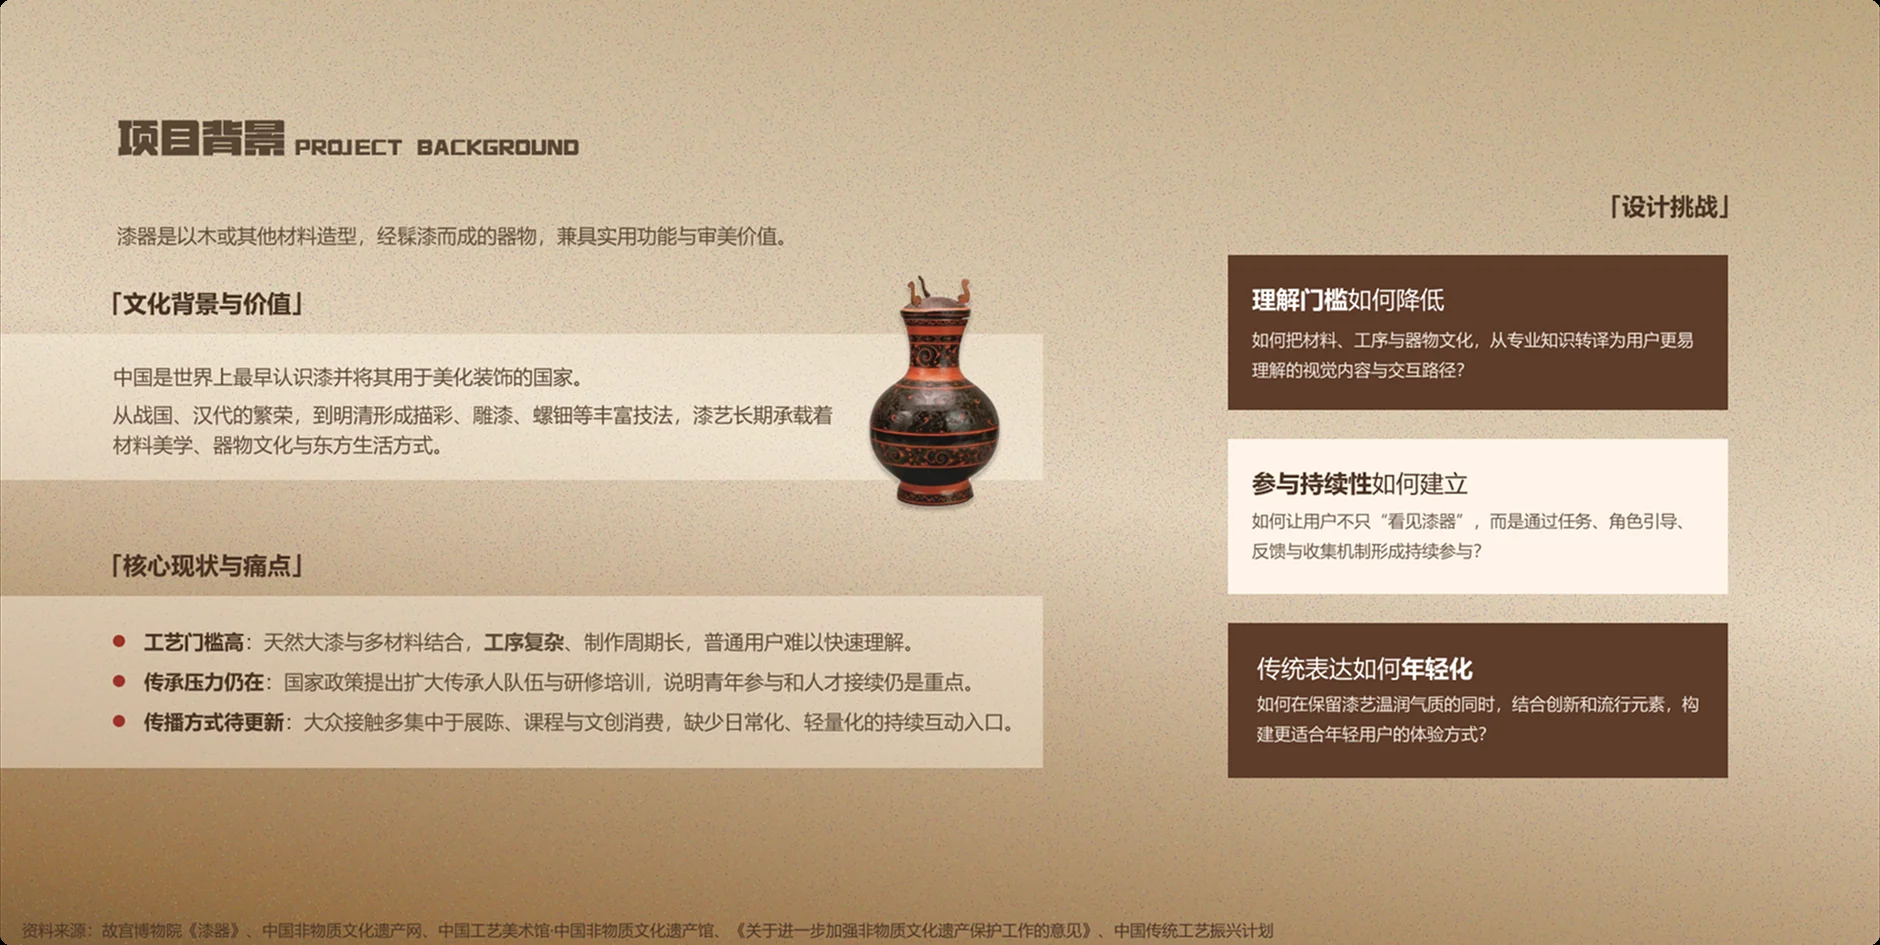 项目背景 PROJECT BACKGROUND
漆器是以木或其他材料造型，经髹漆而成的器物，兼具实用功能与审美价值。
「文化背景与价值」
中国是世界上最早认识漆并将其用于美化装饰的国家。
从战国、汉代的繁荣，到明清形成描彩、雕漆、螺钿等丰富技法，漆艺长期承载着
材料美学、器物文化与东方生活方式。
「核心现状与痛点」
● 工艺门槛高：天然大漆与多材料结合，工序复杂、制作周期长，普通用户难以快速理解。
● 传承压力仍在：国家政策提出扩大传承人队伍与研修培训，说明青年参与和人才接续仍是重点。
● 传播方式待更新：大众接触多集中于展陈、课程与文创消费，缺少日常化、轻量化的持续互动入口。
「设计挑战」
理解门槛如何降低
如何把材料、工序与器物文化，从专业知识转译为用户更易
理解的视觉内容与交互路径？
参与持续性如何建立
如何让用户不只“看见漆器”，而是通过任务、角色引导、
反馈与收集机制形成持续参与？
传统表达如何年轻化
如何在保留漆艺温润气质的同时，结合创新和流行元素，构
建更适合年轻用户的体验方式？
资料来源：故宫博物院《漆器》、中国非物质文化遗产网、中国工艺美术馆·中国非物质文化遗产馆、《关于进一步加强非物质文化遗产保护工作的意见》、中国传统工艺振兴计划